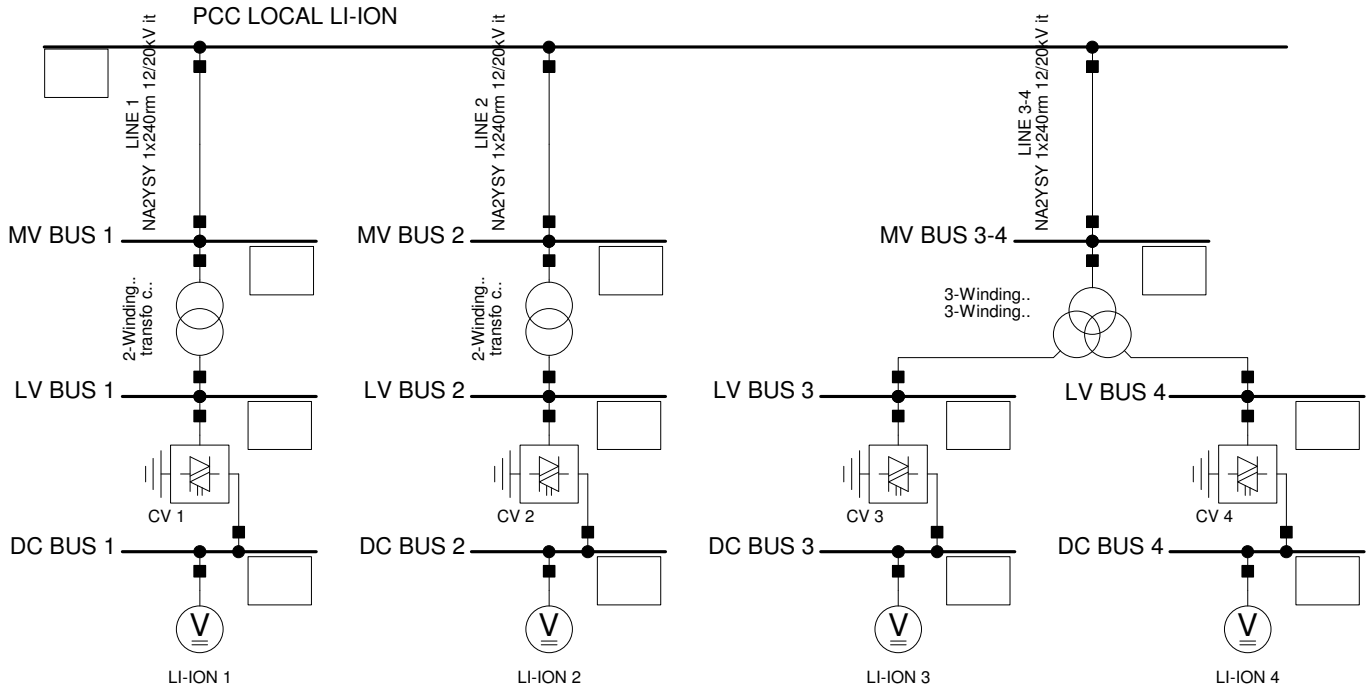 PCC LOCAL LI-ION
LINE 1
NA2YSY 1x240rm 12/20kV it
LINE 2
NA2YSY 1x240rm 12/20kV it
LINE 3-4
NA2YSY 1x240rm 12/20kV it
MV BUS 1
MV BUS 2
MV BUS 3-4
2-Winding..
transfo c..
2-Winding..
transfo c..
3-Winding..
3-Winding..
LV BUS 1
LV BUS 2
LV BUS 3
LV BUS 4
CV 1
CV 2
CV 3
CV 4
DC BUS 1
DC BUS 2
DC BUS 3
DC BUS 4
V
V
V
V
LI-ION 1
LI-ION 2
LI-ION 3
LI-ION 4